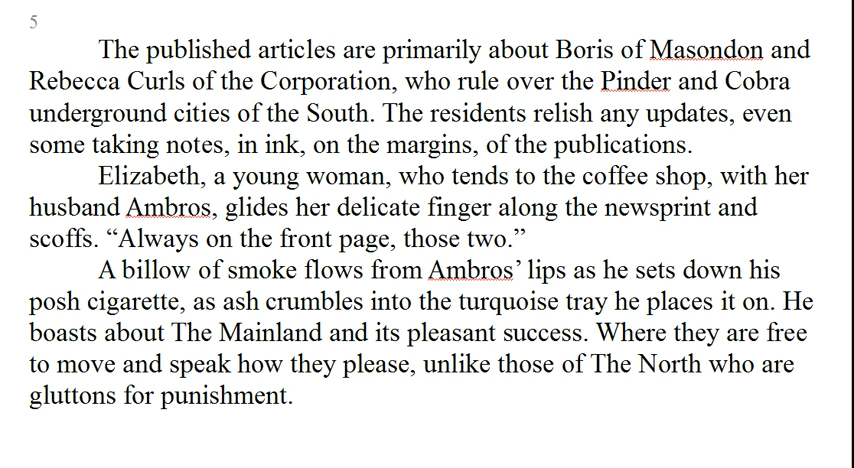 5
The published articles are primarily about Boris of Masondon and
Rebecca Curls of the Corporation, who rule over the Pinder and Cobra
underground cities of the South. The residents relish any updates, even
some taking notes, in ink, on the margins, of the publications.
Elizabeth, a young woman, who tends to the coffee shop, with her
husband Ambros, glides her delicate finger along the newsprint and
scoffs. “Always on the front page, those two.”
A billow of smoke flows from Ambros’ lips as he sets down his
posh cigarette, as ash crumbles into the turquoise tray he places it on. He
boasts about The Mainland and its pleasant success. Where they are free
to move and speak how they please, unlike those of The North who are
gluttons for punishment.